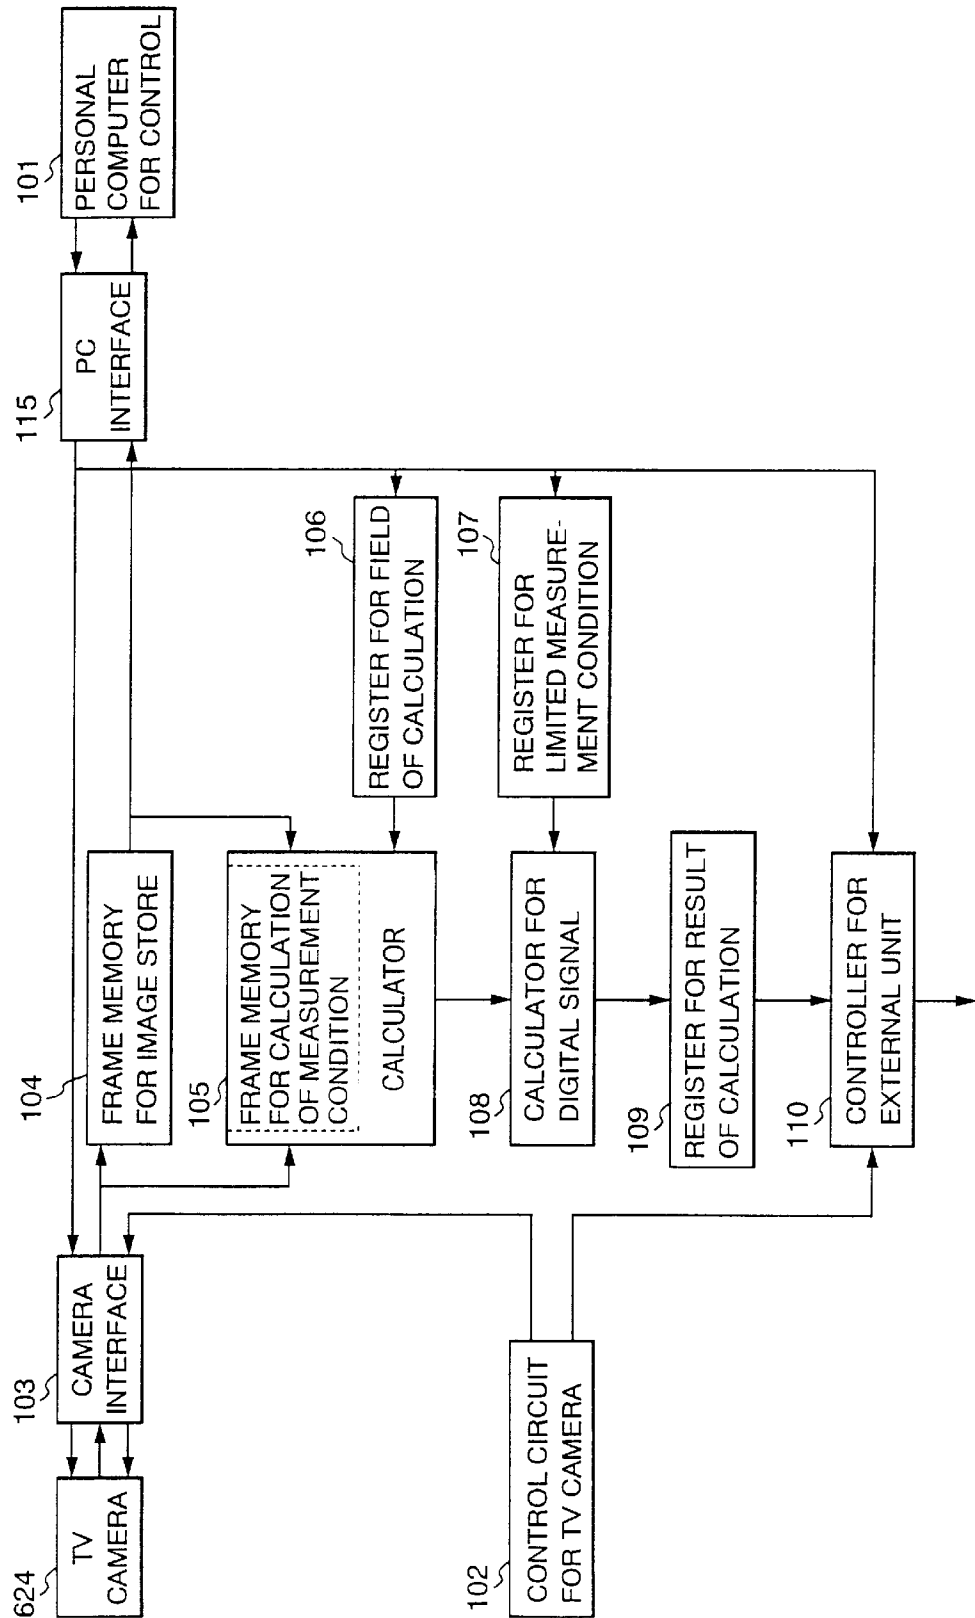 624
TV
CAMERA
103
CAMERA
INTERFACE
104
FRAME MEMORY
FOR IMAGE STORE
115
PC
INTERFACE
101
PERSONAL
COMPUTER
FOR CONTROL
105
FRAME MEMORY
FOR CALCULATION
OF MEASUREMENT
CONDITION
CALCULATOR
106
REGISTER FOR FIELD
OF CALCULATION
102
CONTROL CIRCUIT
FOR TV CAMERA
108
CALCULATOR FOR
DIGITAL SIGNAL
107
REGISTER FOR
LIMITED MEASURE-
MENT CONDITION
109
REGISTER FOR RESULT
OF CALCULATION
110
CONTROLLER FOR
EXTERNAL UNIT